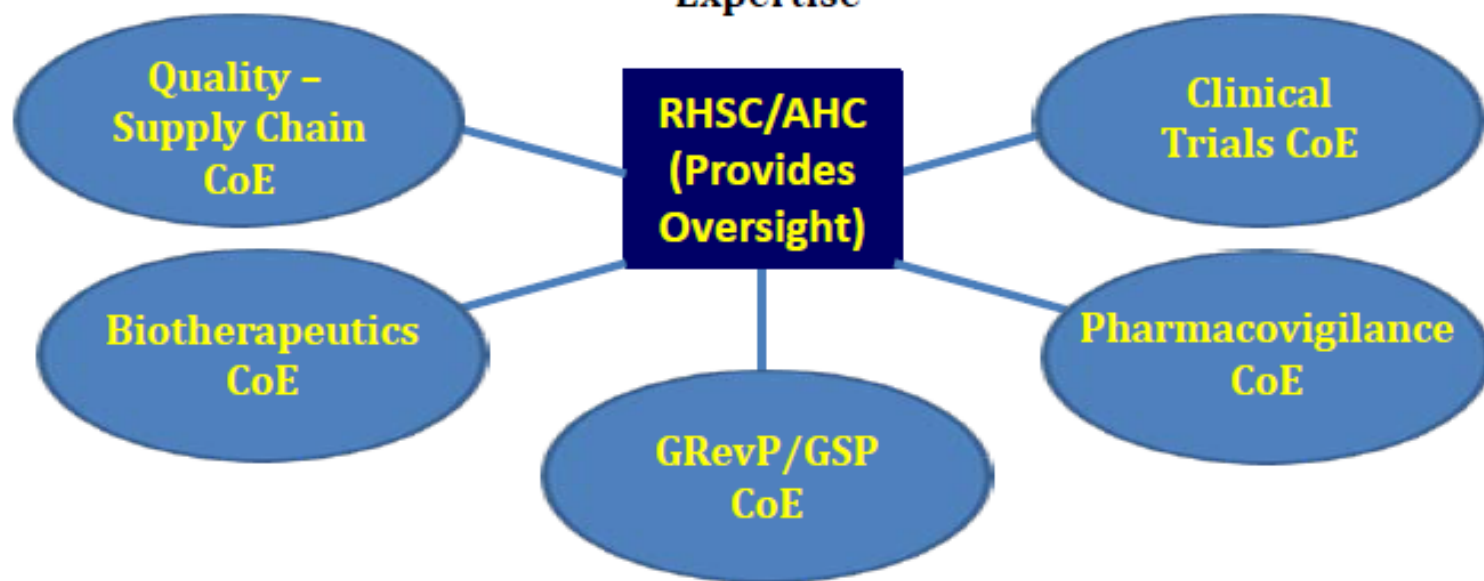 Expertise
Quality –
Supply Chain
CoE
RHSC/AHC
(Provides
Oversight)
Clinical
Trials CoE
Biotherapeutics
CoE
Pharmacovigilance
CoE
GRevP/GSP
CoE